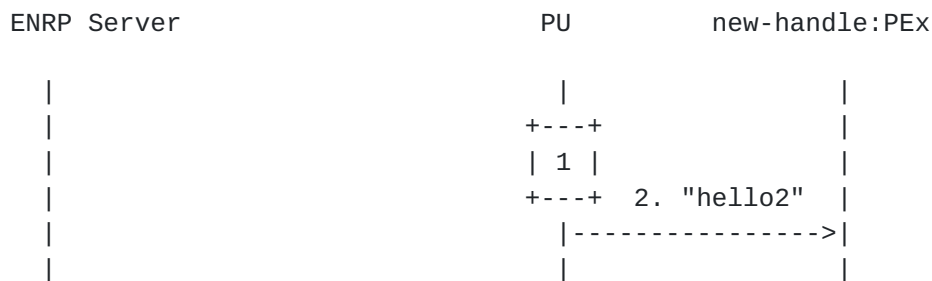 ENRP Server                       PU         new-handle:PEx

  |                                |                  |
  |                              +---+                |
  |                              | 1 |                |
  |                              +---+  2. "hello2"  |
  |                                |---------------->|
  |                                |                  |